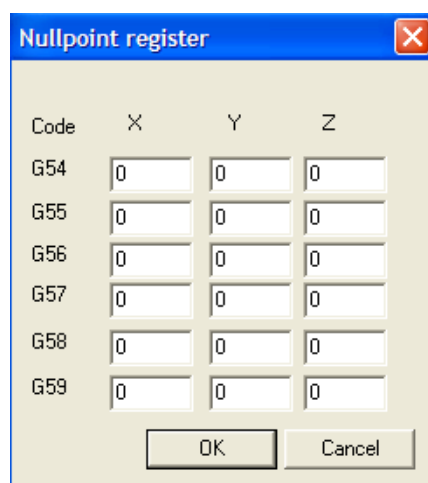 Nullpoint register
Code X Y Z
G54 0 0 0
G55 0 0 0
G56 0 0 0
G57 0 0 0
G58 0 0 0
G59 0 0 0
OK Cancel